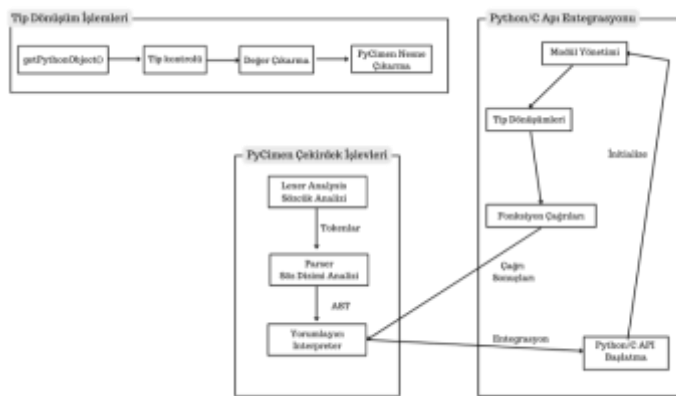 Tip Dönüşüm İşlemleri
getPythonObject()
Tip kontrolü
Değer Çıkarma
PyCimen Nesne
Çıkarma
Python/C Apı Entegrasyonu
Modül Yönetimi
Tip Dönüşümleri
İnitialize
Fonksiyon Çağrıları
PyCimen Çekirdek İşlevleri
Lexer Analysis
Sözcük Analizi
Tokenlar
Parser
Söz Dizimi Analizi
AST
Yorumlayıcı
Interpreter
Çağrı
Sonuçları
Entegrasyon
Python/C API
Başlatma